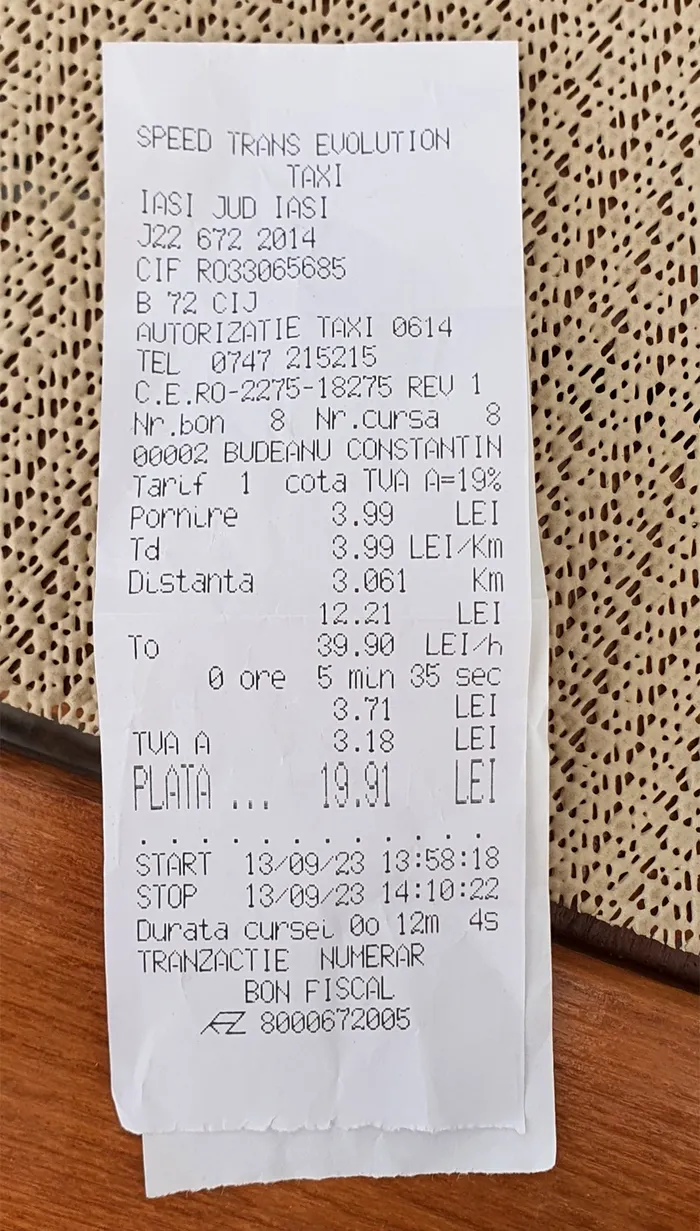 SPEED TRANS EVOLUTION
TAXI
IASI JUD IASI
J22 672 2014
CIF RO33065685
B 72 CIJ
AUTORIZATIE TAXI 0614
TEL 0747 215215
C.E.RO-2275-18275 REV 1
Nr.bon 8 Nr.cursa 8
00002 BUDEANU CONSTANTIN
Tarif 1 cota TVA A=19%
Pornire 3.99 LEI
Td 3.99 LEI/Km
Distanta 3.061 Km
12.21 LEI
To 39.90 LEI/h
0 ore 5 min 35 sec
3.71 LEI
TVA A 3.18 LEI
PLATA ... 19.91 LEI
. . . . . . . . . . . .
START 13/09/23 13:58:18
STOP 13/09/23 14:10:22
Durata cursei 0o 12m 4s
TRANZACTIE NUMERAR
BON FISCAL
8000672005